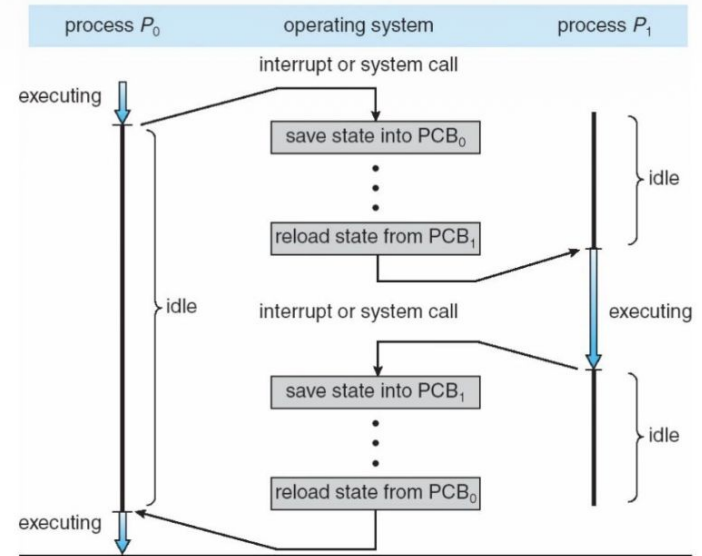 process P₀ operating system process P₁
interrupt or system call
executing
save state into PCB₀
idle
reload state from PCB₁
idle
interrupt or system call
executing
save state into PCB₁
idle
reload state from PCB₀
executing